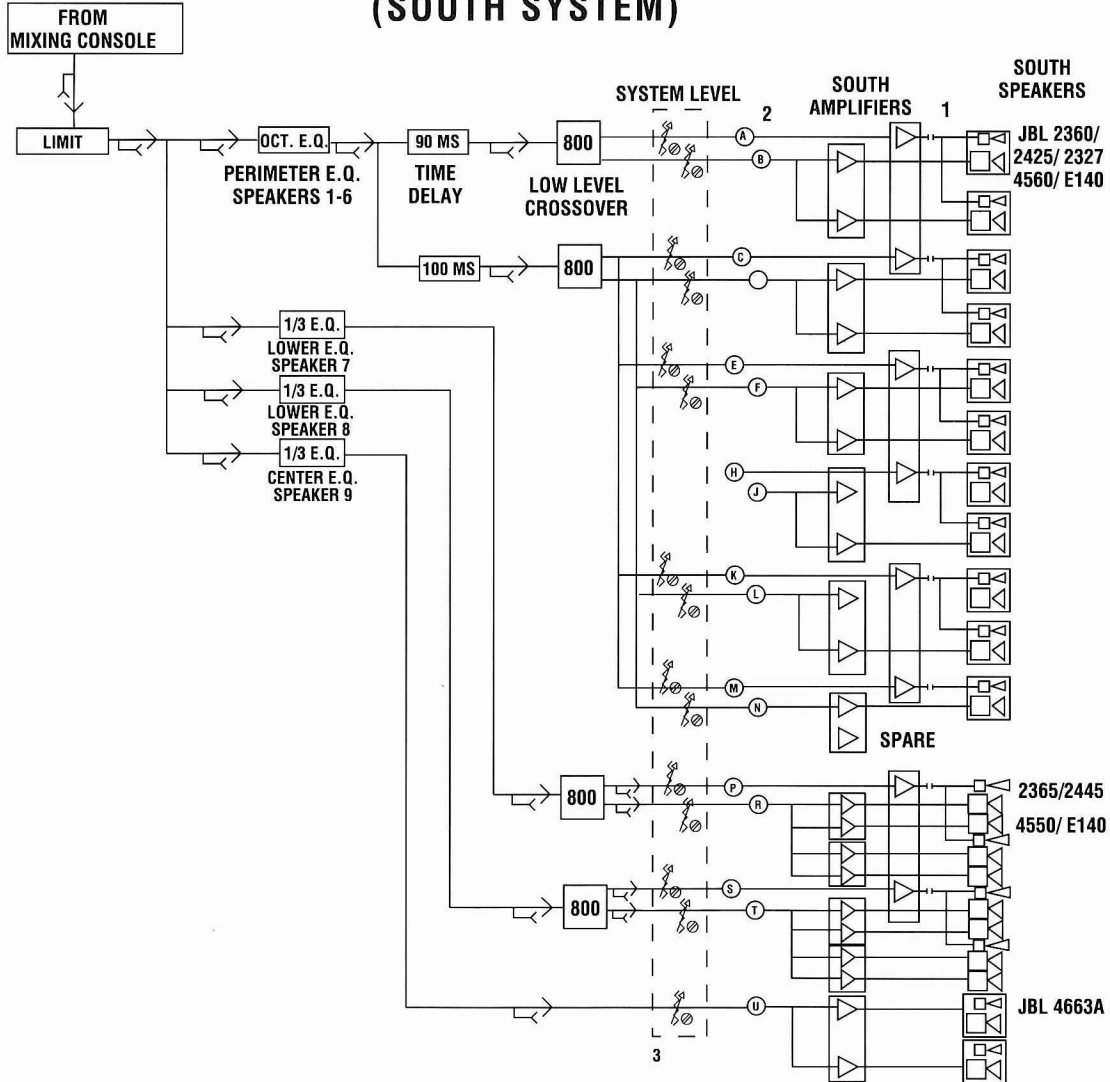 (SOUTH SYSTEM)
FROM
MIXING CONSOLE
LIMIT
OCT. E.Q.
PERIMETER E.Q.
SPEAKERS 1-6
90 MS
TIME
DELAY
800
LOW LEVEL
CROSSOVER
100 MS
800
SYSTEM LEVEL
2
SOUTH
AMPLIFIERS
1
SOUTH
SPEAKERS
JBL 2360/
2425/ 2327
4560/ E140
A
B
C
E
F
H
J
K
L
M
N
SPARE
1/3 E.Q.
LOWER E.Q.
SPEAKER 7
1/3 E.Q.
LOWER E.Q.
SPEAKER 8
1/3 E.Q.
CENTER E.Q.
SPEAKER 9
800
P
R
2365/2445
4550/ E140
800
S
T
U
JBL 4663A
3